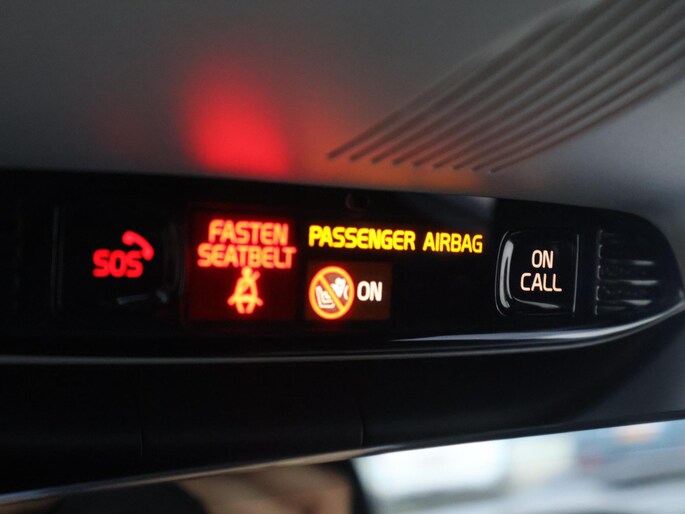 SOS
FASTEN
SEATBELT
PASSENGER AIRBAG
ON
ON
CALL